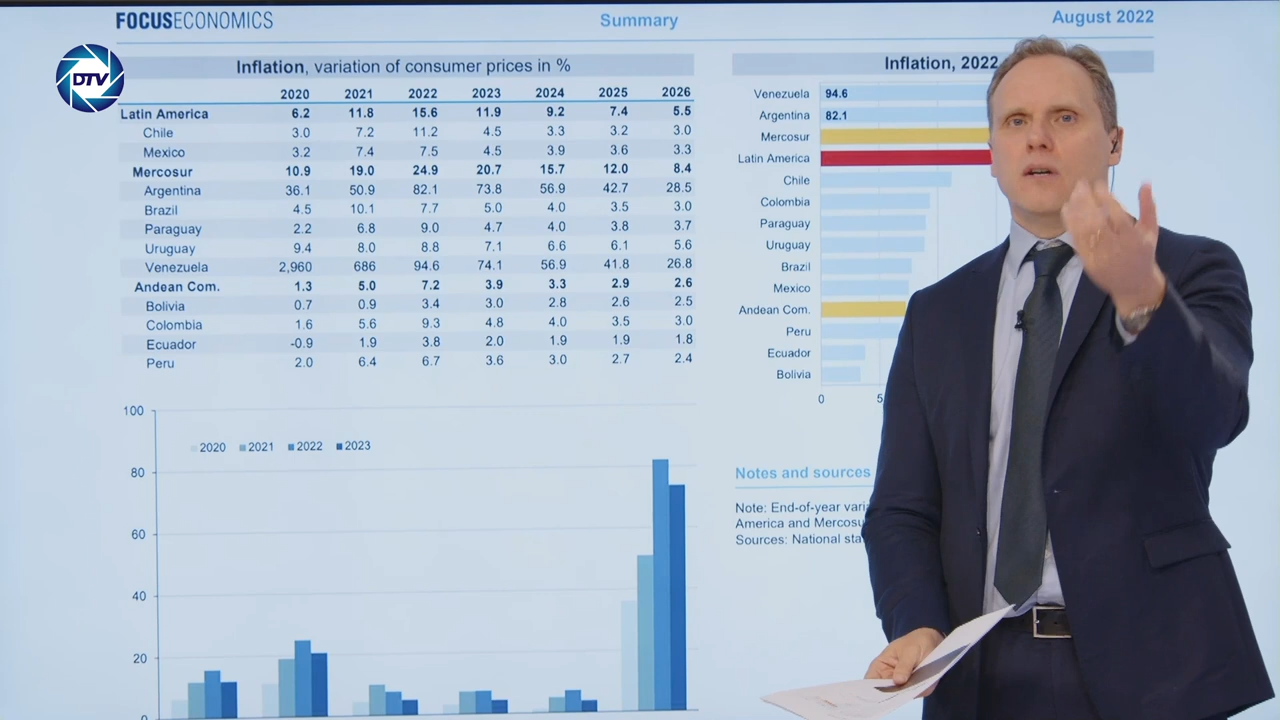 FOCUSECONOMICS Summary August 2022
DTV
Inflation, variation of consumer prices in %
2020 2021 2022 2023 2024 2025 2026
Latin America 6.2 11.8 15.6 11.9 9.2 7.4 5.5
Chile 3.0 7.2 11.2 4.5 3.3 3.2 3.0
Mexico 3.2 7.4 7.5 4.5 3.9 3.6 3.3
Mercosur 10.9 19.0 24.9 20.7 15.7 12.0 8.4
Argentina 36.1 50.9 82.1 73.8 56.9 42.7 28.5
Brazil 4.5 10.1 7.7 5.0 4.0 3.5 3.0
Paraguay 2.2 6.8 9.0 4.7 4.0 3.8 3.7
Uruguay 9.4 8.0 8.8 7.1 6.6 6.1 5.6
Venezuela 2,960 686 94.6 74.1 56.9 41.8 26.8
Andean Com. 1.3 5.0 7.2 3.9 3.3 2.9 2.6
Bolivia 0.7 0.9 3.4 3.0 2.8 2.6 2.5
Colombia 1.6 5.6 9.3 4.8 4.0 3.5 3.0
Ecuador -0.9 1.9 3.8 2.0 1.9 1.9 1.8
Peru 2.0 6.4 6.7 3.6 3.0 2.7 2.4
100
80
60
40
20
0
2020 2021 2022 2023
Inflation, 2022
Venezuela 94.6
Argentina 82.1
Mercosur
Latin America
Chile
Colombia
Paraguay
Uruguay
Brazil
Mexico
Andean Com.
Peru
Ecuador
Bolivia
0 5
Notes and sources
Note: End-of-year
America and
Sources: National